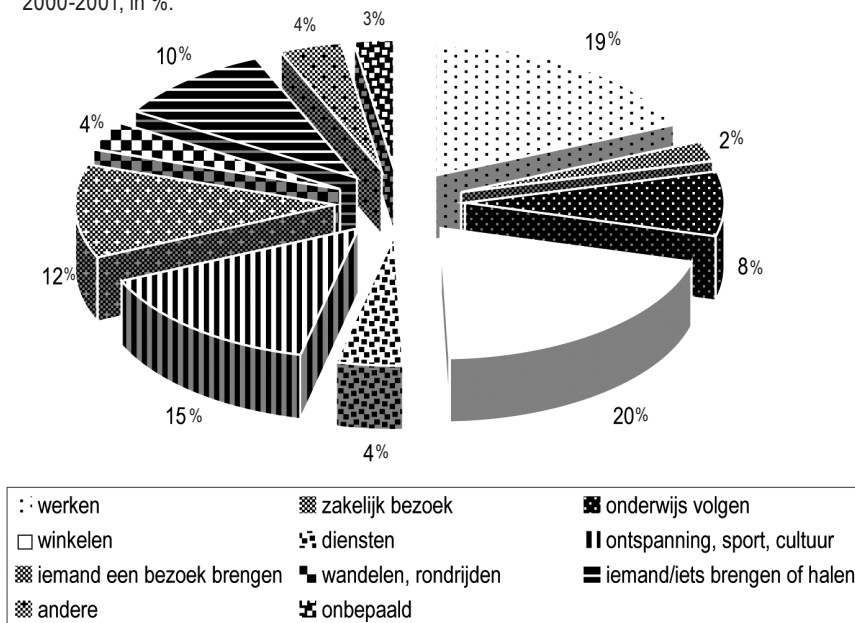 2000-2001, in %.
4% 3%
10% 19%
4% 2%
12% 8%
15% 20%
4%
werken zakelijk bezoek onderwijs volgen
winkelen diensten ontspanning, sport, cultuur
iemand een bezoek brengen wandelen, rondrijden iemand/iets brengen of halen
andere onbepaald